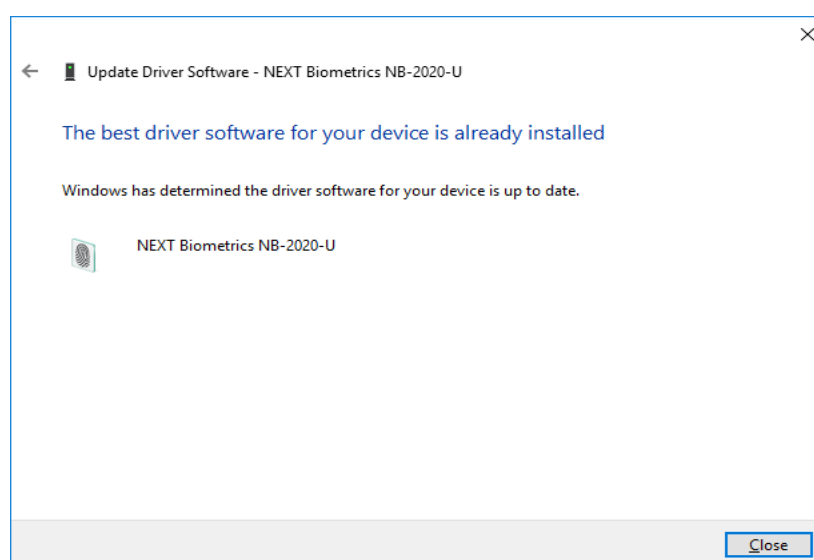 Update Driver Software - NEXT Biometrics NB-2020-U
The best driver software for your device is already installed
Windows has determined the driver software for your device is up to date.
NEXT Biometrics NB-2020-U
Close